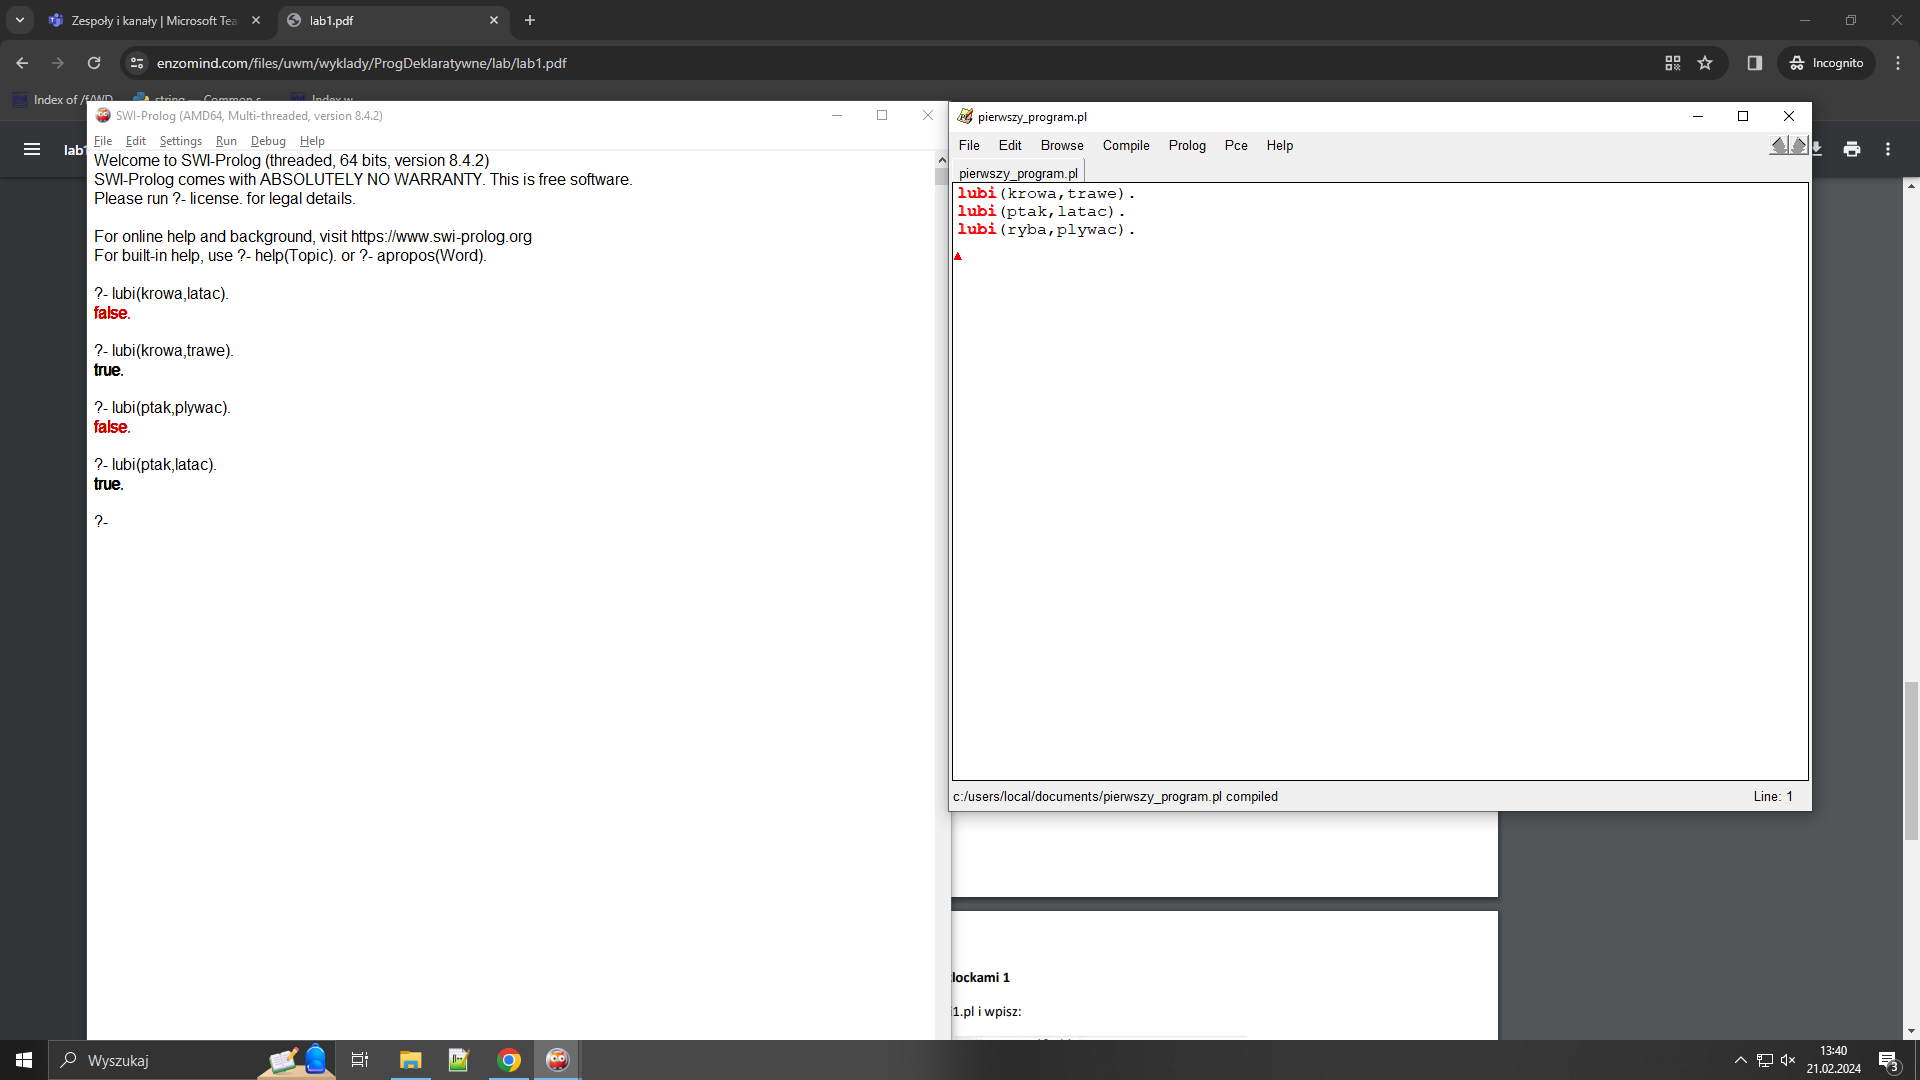 Zespoły i kanały | Microsoft Tea
lab1.pdf
enzomind.com/files/uwm/wyklady/ProgDeklaratywne/lab/lab1.pdf
Incognito
Index of /f/WD
string — Common s
Index w
lab1
SWI-Prolog (AMD64, Multi-threaded, version 8.4.2)
File Edit Settings Run Debug Help
Welcome to SWI-Prolog (threaded, 64 bits, version 8.4.2)
SWI-Prolog comes with ABSOLUTELY NO WARRANTY. This is free software.
Please run ?- license. for legal details.
For online help and background, visit https://www.swi-prolog.org
For built-in help, use ?- help(Topic). or ?- apropos(Word).
?- lubi(krowa,latac).
false.
?- lubi(krowa,trawe).
true.
?- lubi(ptak,plywac).
false.
?- lubi(ptak,latac).
true.
?-
pierwszy_program.pl
File Edit Browse Compile Prolog Pce Help
pierwszy_program.pl
lubi(krowa,trawe).
lubi(ptak,latac).
lubi(ryba,plywac).
c:/users/local/documents/pierwszy_program.pl compiled
Line: 1
lockami 1
1.pl i wpisz:
Wyszukaj
13:40
21.02.2024
3